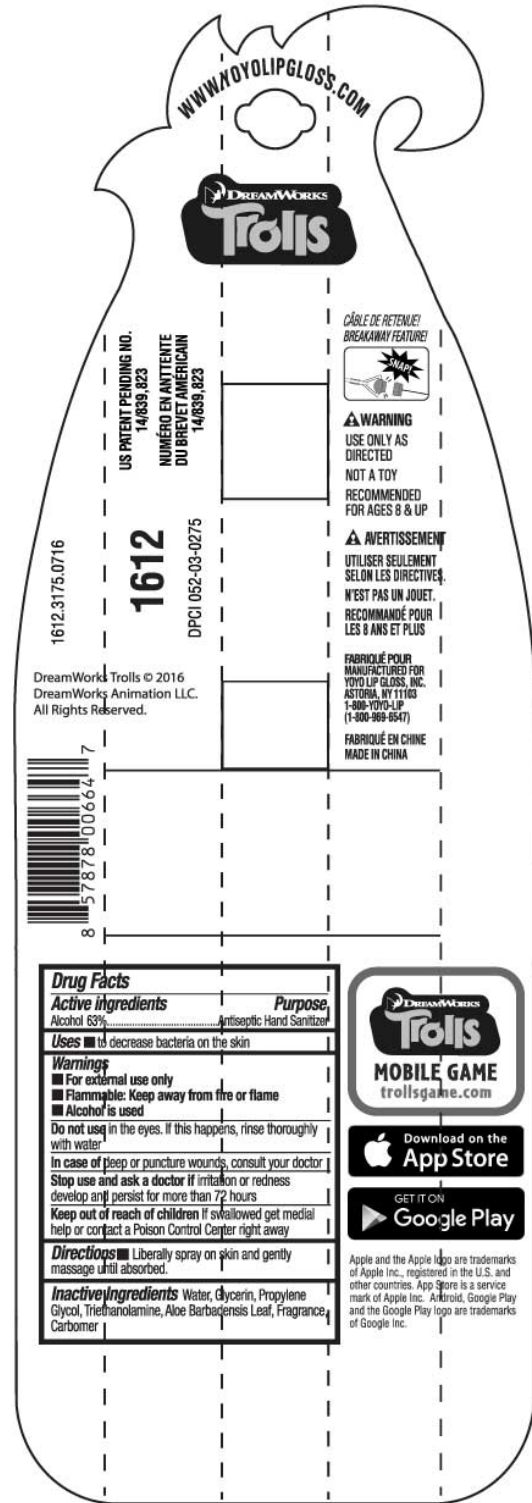 WWW.YOYOLIPGLOSS.COM
DREAMWORKS
Trolls
US PATENT PENDING NO.
14/839,823
NUMÉRO EN ANTTENTE
DU BREVET AMÉRICAIN
14/839,823
1612.3175.0716
1612
DPCI 052-03-0275
DreamWorks Trolls © 2016
DreamWorks Animation LLC.
All Rights Reserved.
8 57878 00664 7
CÂBLE DE RETENUE!
BREAKAWAY FEATURE!
SNAP!
WARNING
USE ONLY AS
DIRECTED
NOT A TOY
RECOMMENDED
FOR AGES 8 & UP
AVERTISSEMENT
UTILISER SEULEMENT
SELON LES DIRECTIVES.
N'EST PAS UN JOUET.
RECOMMANDÉ POUR
LES 8 ANS ET PLUS
FABRIQUÉ POUR
MANUFACTURED FOR
YOYO LIP GLOSS, INC.
ASTORIA, NY 11103
1-800-YOYO-LIP
(1-800-969-6547)
FABRIQUÉ EN CHINE
MADE IN CHINA
Drug Facts
Active ingredients Purpose
Alcohol 63%..........................................Antiseptic Hand Sanitizer
Uses ■ to decrease bacteria on the skin
Warnings
■ For external use only
■ Flammable: Keep away from fire or flame
■ Alcohol is used
Do not use in the eyes. If this happens, rinse thoroughly
with water
In case of deep or puncture wounds, consult your doctor
Stop use and ask a doctor if irritation or redness
develop and persist for more than 72 hours
Keep out of reach of children If swallowed get medial
help or contact a Poison Control Center right away
Directions ■ Liberally spray on skin and gently
massage until absorbed.
Inactive Ingredients Water, Glycerin, Propylene
Glycol, Triethanolamine, Aloe Barbadensis Leaf, Fragrance,
Carbomer
DREAMWORKS
Trolls
MOBILE GAME
trollsgame.com
Download on the
App Store
GET IT ON
Google Play
Apple and the Apple logo are trademarks
of Apple Inc., registered in the U.S. and
other countries. App Store is a service
mark of Apple Inc. Android, Google Play
and the Google Play logo are trademarks
of Google Inc.